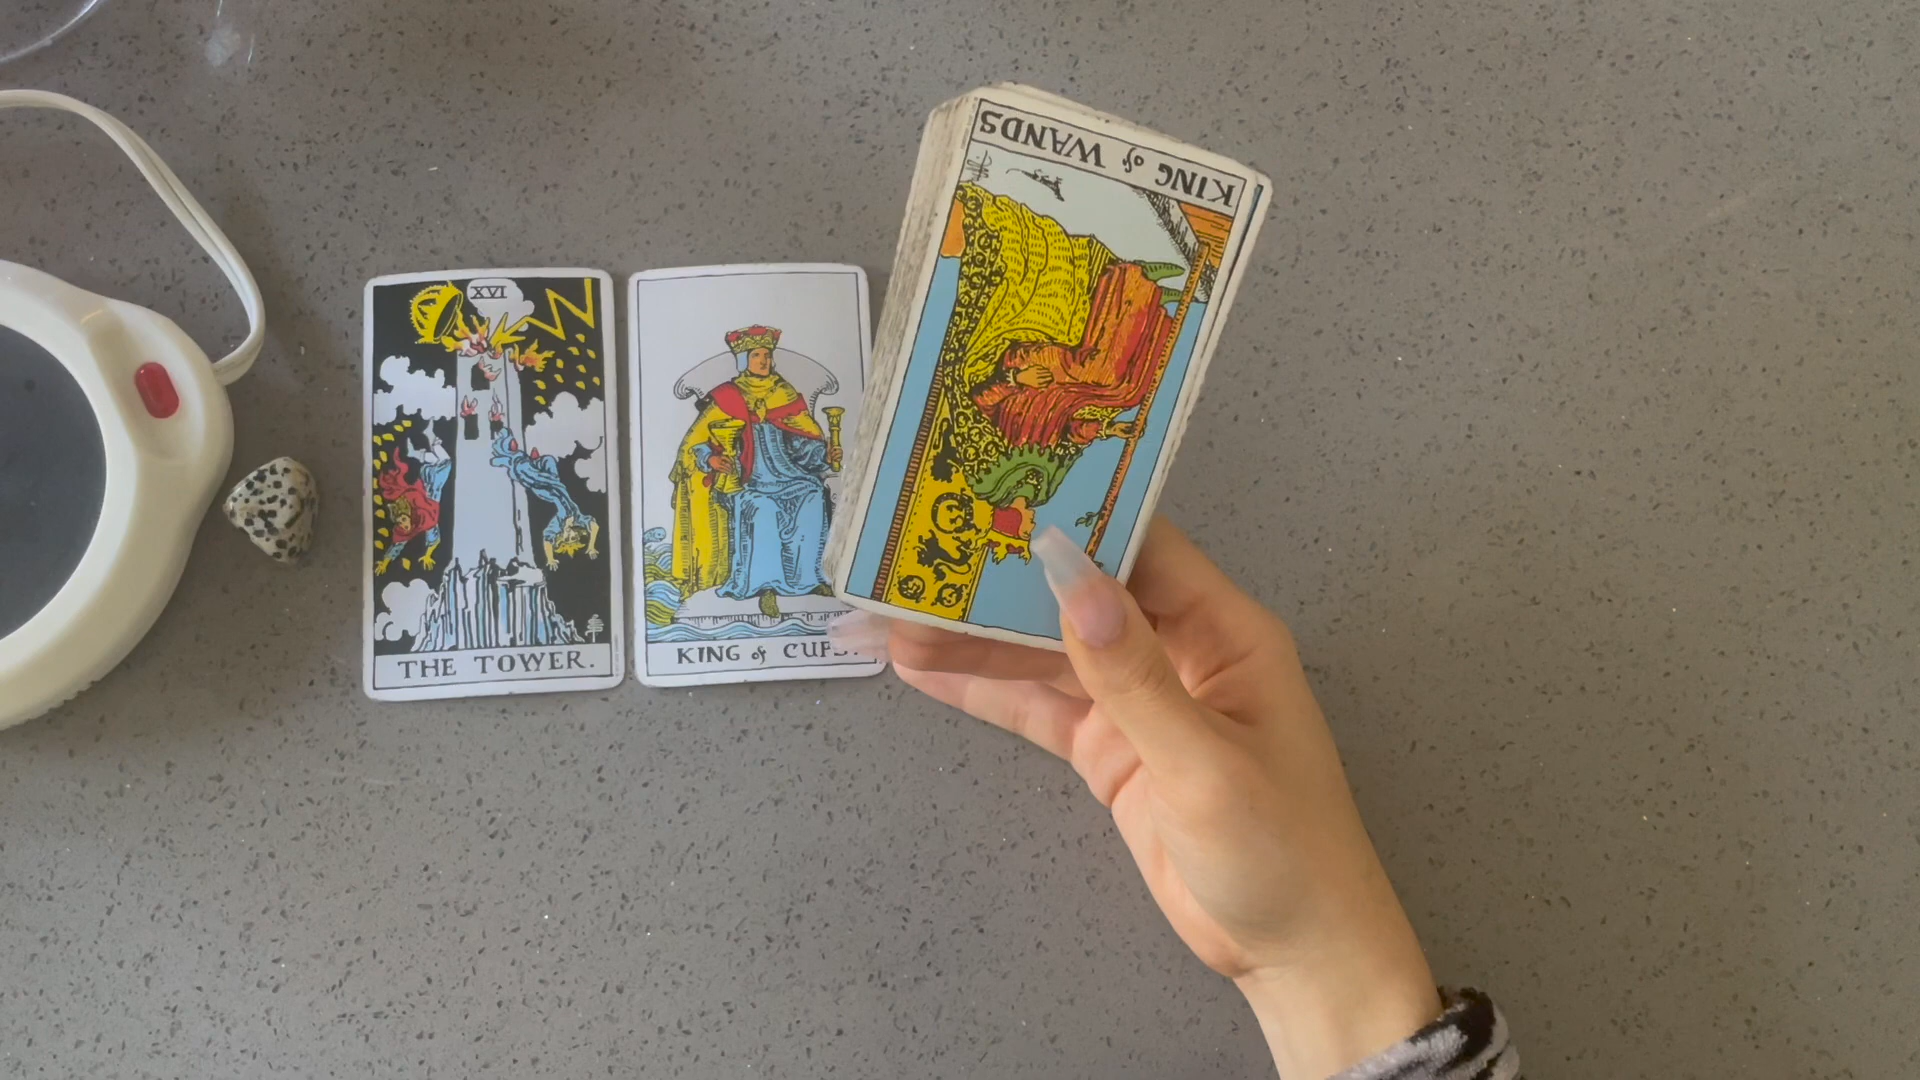 XVI
THE TOWER.
KING of CUPS.
KING of WANDS